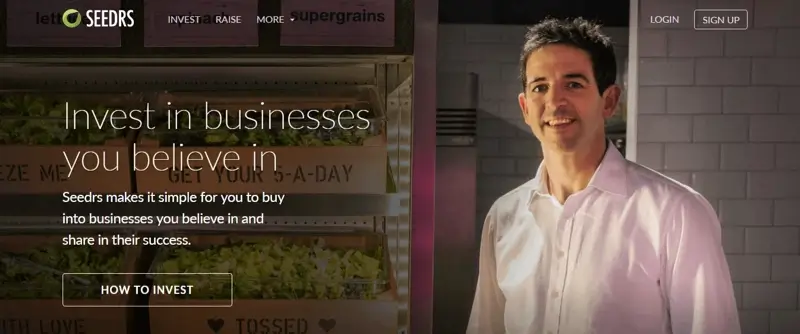 lett
supergrains
SEEDRS
INVEST
RAISE
MORE
LOGIN
SIGN UP
Invest in businesses
you believe in
EZE ME
GET YOUR 5-A-DAY
Seedrs makes it simple for you to buy
into businesses you believe in and
share in their success.
HOW TO INVEST
TH LOVE
TOSSED